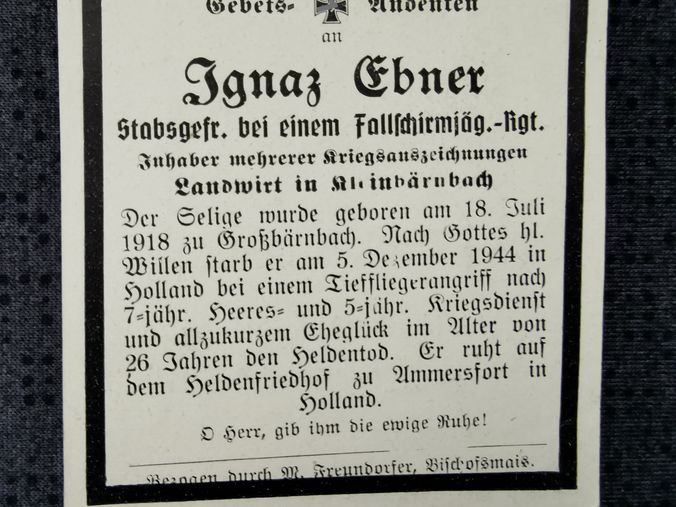 Gebets- Andenken
an
Ignaz Ebner
Stabsgefr. bei einem Fallschirmjäg.-Rgt.
Inhaber mehrerer Kriegsauszeichnungen
Landwirt in Kleinbärnbach
Der Selige wurde geboren am 18. Juli
1918 zu Großbärnbach. Nach Gottes hl.
Willen starb er am 5. Dezember 1944 in
Holland bei einem Tieffliegerangriff nach
7-jähr. Heeres- und 5-jähr. Kriegsdienst
und allzukurzem Eheglück im Alter von
26 Jahren den Heldentod. Er ruht auf
dem Heldenfriedhof zu Ammersfort in
Holland.
O Herr, gib ihm die ewige Ruhe!
Bezogen durch M. Freundorfer, Bischofsmais.